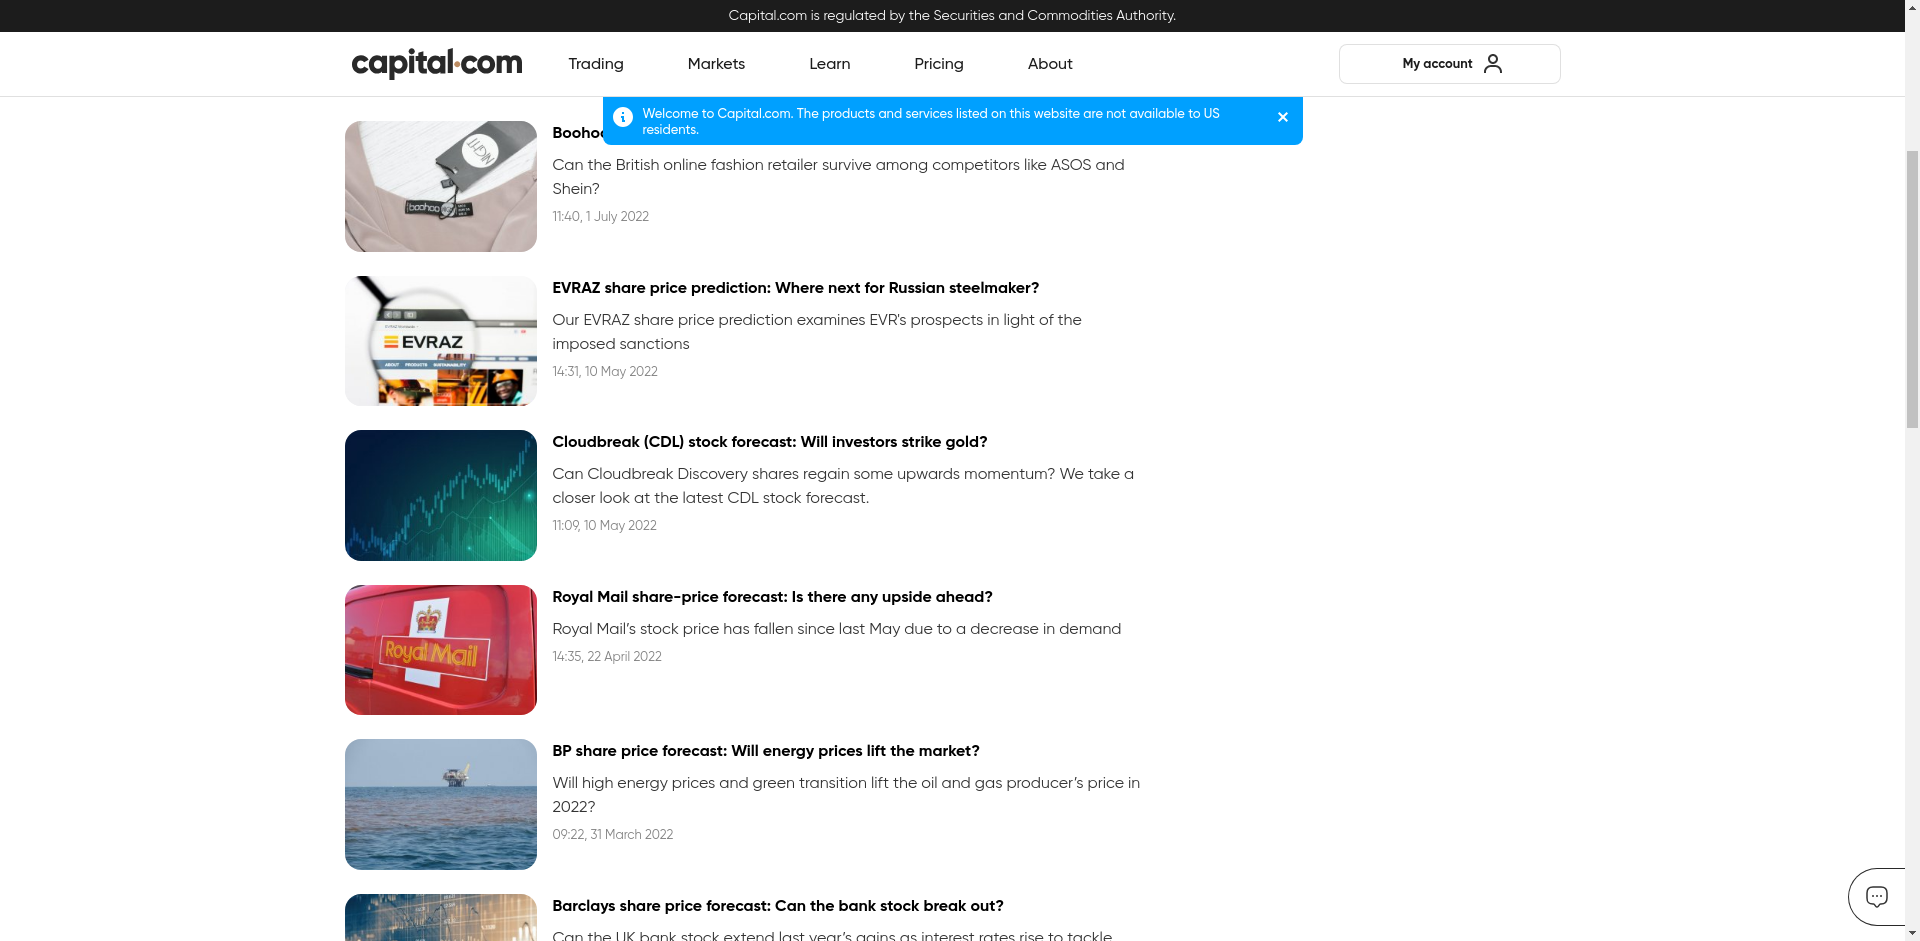 Capital.com is regulated by the Securities and Commodities Authority.
capital.com
Trading
Markets
Learn
Pricing
About
My account
Welcome to Capital.com. The products and services listed on this website are not available to US
residents.
Can the British online fashion retailer survive among competitors like ASOS and
Shein?
11:40, 1 July 2022
boohoo
NIGHT
EVRAZ share price prediction: Where next for Russian steelmaker?
Our EVRAZ share price prediction examines EVR's prospects in light of the
imposed sanctions
14:31, 10 May 2022
EVRAZ
ABOUT PRODUCTS SUSTAINABILITY
Cloudbreak (CDL) stock forecast: Will investors strike gold?
Can Cloudbreak Discovery shares regain some upwards momentum? We take a
closer look at the latest CDL stock forecast.
11:09, 10 May 2022
Royal Mail share-price forecast: Is there any upside ahead?
Royal Mail’s stock price has fallen since last May due to a decrease in demand
14:35, 22 April 2022
Royal Mail
BP share price forecast: Will energy prices lift the market?
Will high energy prices and green transition lift the oil and gas producer’s price in
2022?
09:22, 31 March 2022
Barclays share price forecast: Can the bank stock break out?
Can the UK bank stock extend last year’s gains as interest rates rise to tackle